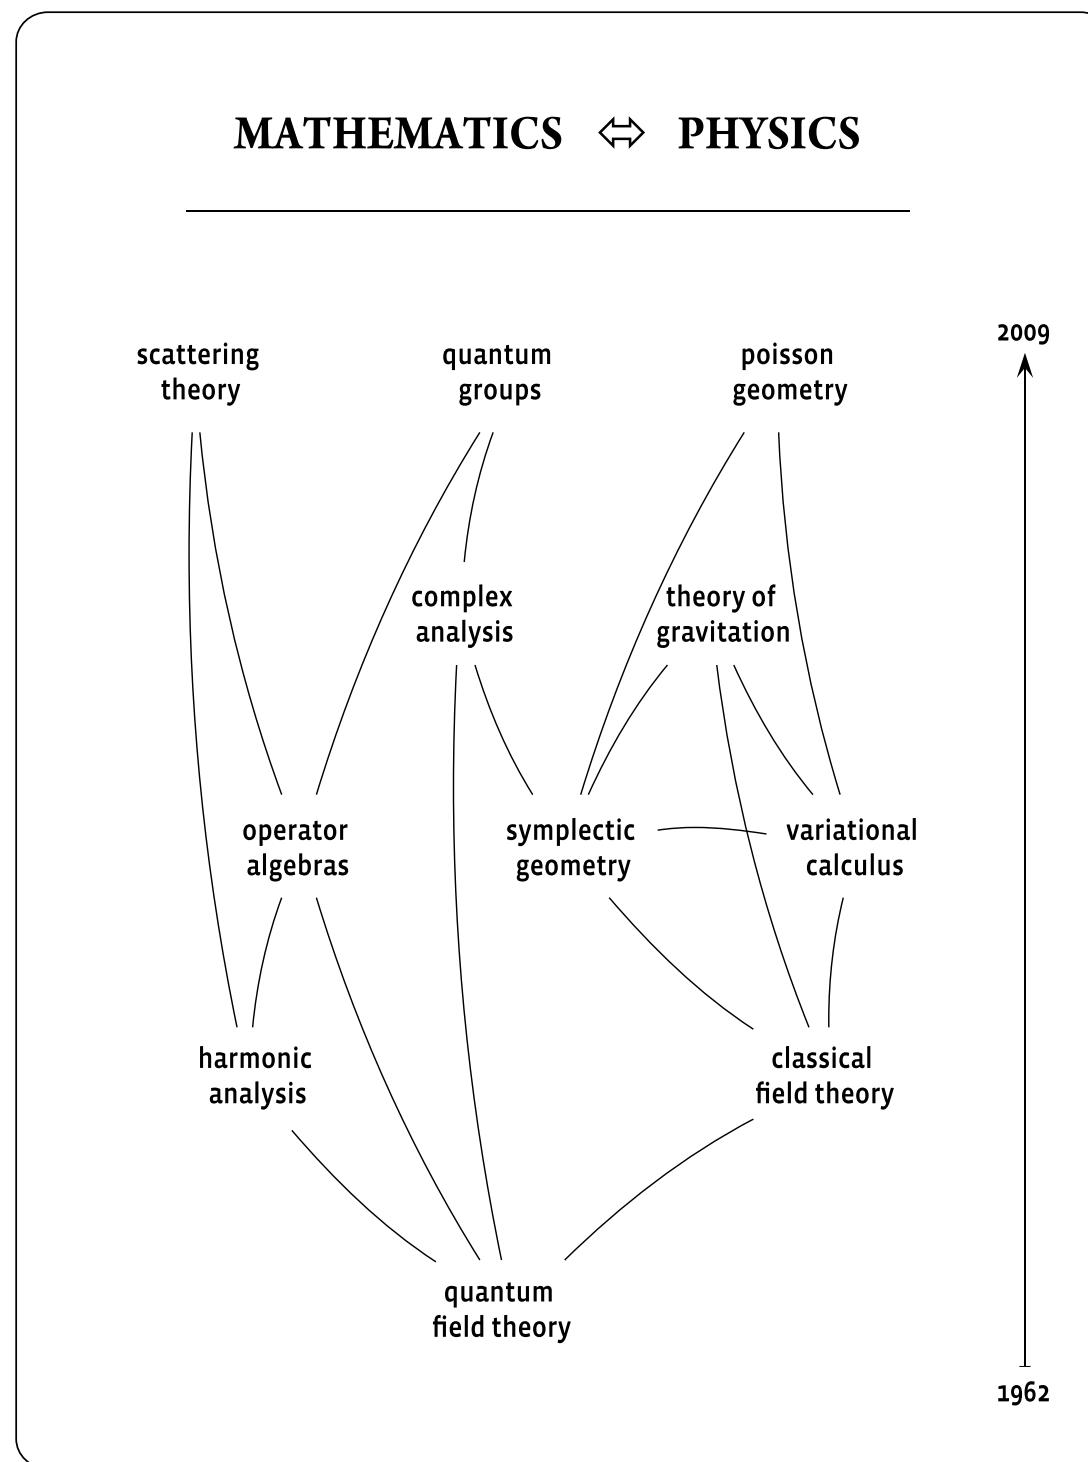 MATHEMATICS ⬄ PHYSICS
2009
scattering
theory
quantum
groups
poisson
geometry
complex
analysis
theory of
gravitation
operator
algebras
symplectic
geometry
variational
calculus
harmonic
analysis
classical
field theory
quantum
field theory
1962